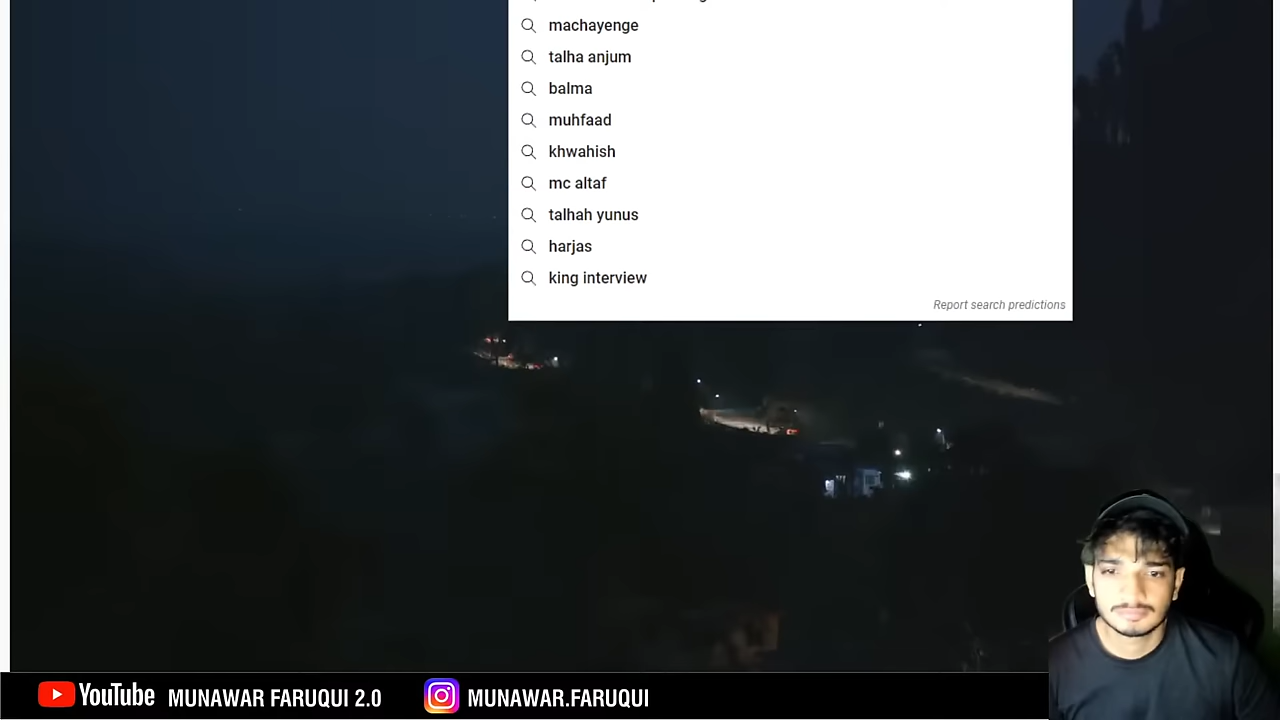 machayenge
talha anjum
balma
muhfaad
khwahish
mc altaf
talhah yunus
harjas
king interview
Report search predictions
YouTube MUNAWAR FARUQUI 2.0 MUNAWAR.FARUQUI